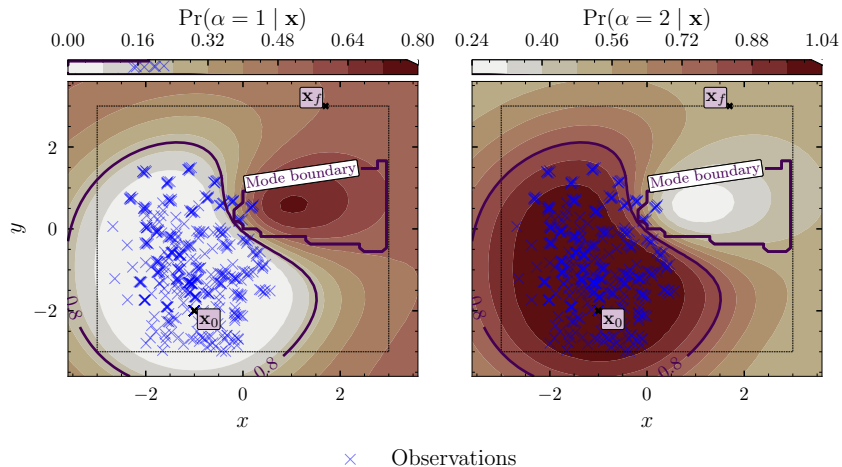 Pr(α = 1 | x) Pr(α = 2 | x)
0.00 0.16 0.32 0.48 0.64 0.80 0.24 0.40 0.56 0.72 0.88 1.04
x_f x_f
2 Mode boundary Mode boundary
y 0
−2 x_0 x_0
0.8 0.8 0.8 0.8
−2 0 2 −2 0 2
x x
× Observations